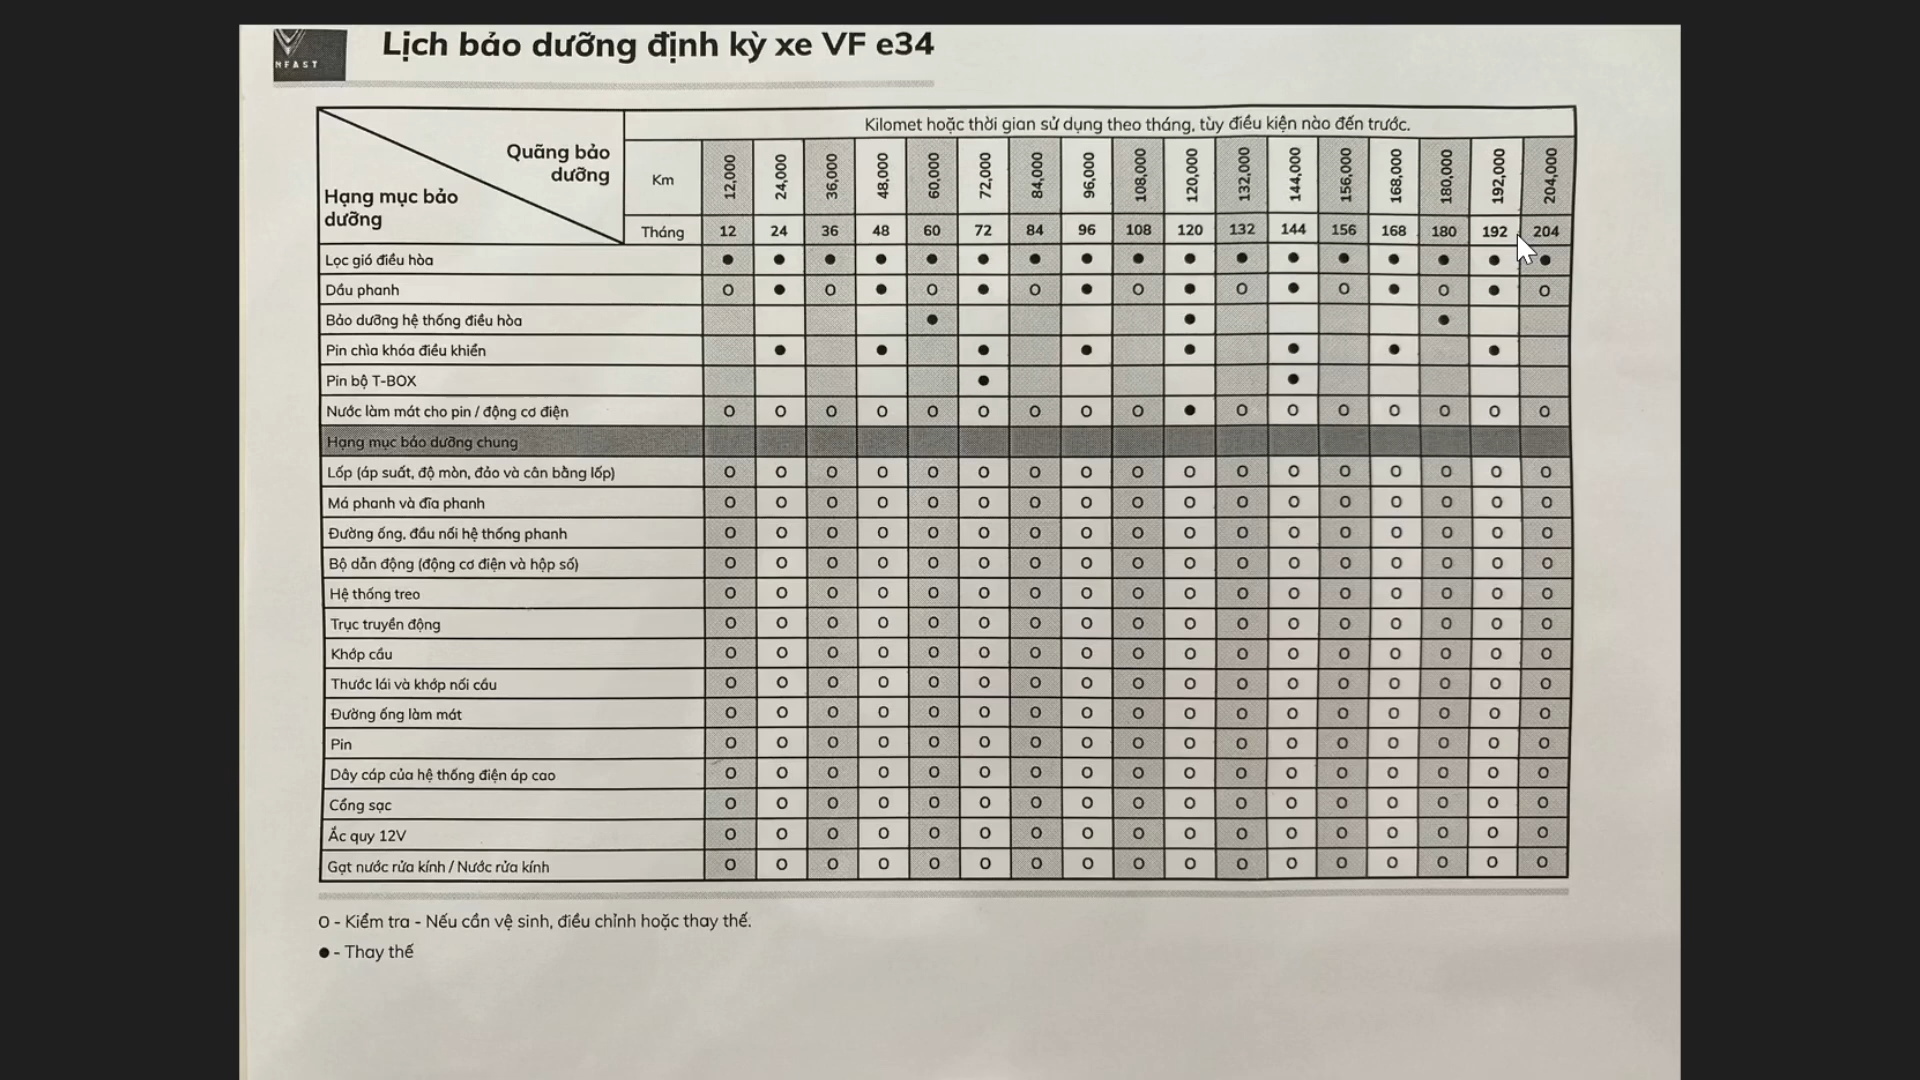 NFAST
Lịch bảo dưỡng định kỳ xe VF e34
Quãng bảo dưỡng
Hạng mục bảo dưỡng
Kilomet hoặc thời gian sử dụng theo tháng, tùy điều kiện nào đến trước.
Km 12,000 24,000 36,000 48,000 60,000 72,000 84,000 96,000 108,000 120,000 132,000 144,000 156,000 168,000 180,000 192,000 204,000
Tháng 12 24 36 48 60 72 84 96 108 120 132 144 156 168 180 192 204
Lọc gió điều hòa ● ● ● ● ● ● ● ● ● ● ● ● ● ● ● ● ●
Dầu phanh O ● O ● O ● O ● O ● O ● O ● O ● O
Bảo dưỡng hệ thống điều hòa ● ● ●
Pin chìa khóa điều khiển ● ● ● ● ● ● ● ●
Pin bộ T-BOX ● ●
Nước làm mát cho pin / động cơ điện O O O O O O O O O ● O O O O O O O
Hạng mục bảo dưỡng chung
Lốp (áp suất, độ mòn, đảo và cân bằng lốp) O O O O O O O O O O O O O O O O O
Má phanh và đĩa phanh O O O O O O O O O O O O O O O O O
Đường ống, đầu nối hệ thống phanh O O O O O O O O O O O O O O O O O
Bộ dẫn động (động cơ điện và hộp số) O O O O O O O O O O O O O O O O O
Hệ thống treo O O O O O O O O O O O O O O O O O
Trục truyền động O O O O O O O O O O O O O O O O O
Khớp cầu O O O O O O O O O O O O O O O O O
Thước lái và khớp nối cầu O O O O O O O O O O O O O O O O O
Đường ống làm mát O O O O O O O O O O O O O O O O O
Pin O O O O O O O O O O O O O O O O O
Dây cáp của hệ thống điện áp cao O O O O O O O O O O O O O O O O O
Cổng sạc O O O O O O O O O O O O O O O O O
Ắc quy 12V O O O O O O O O O O O O O O O O O
Gạt nước rửa kính / Nước rửa kính O O O O O O O O O O O O O O O O O
O - Kiểm tra - Nếu cần vệ sinh, điều chỉnh hoặc thay thế.
● - Thay thế